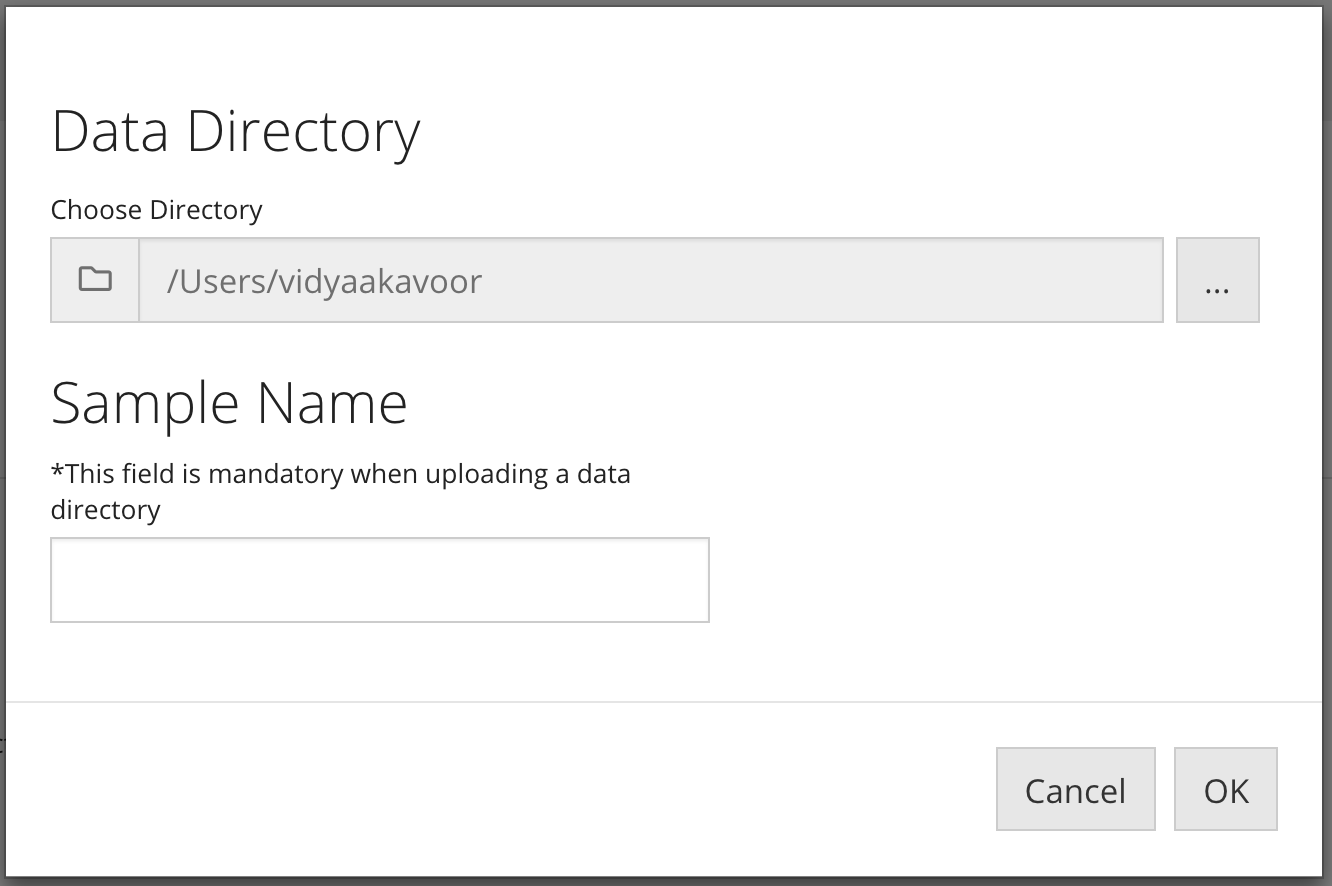 Data Directory
Choose Directory
/Users/vidyaakavoor
...
Sample Name
*This field is mandatory when uploading a data
directory
Cancel
OK